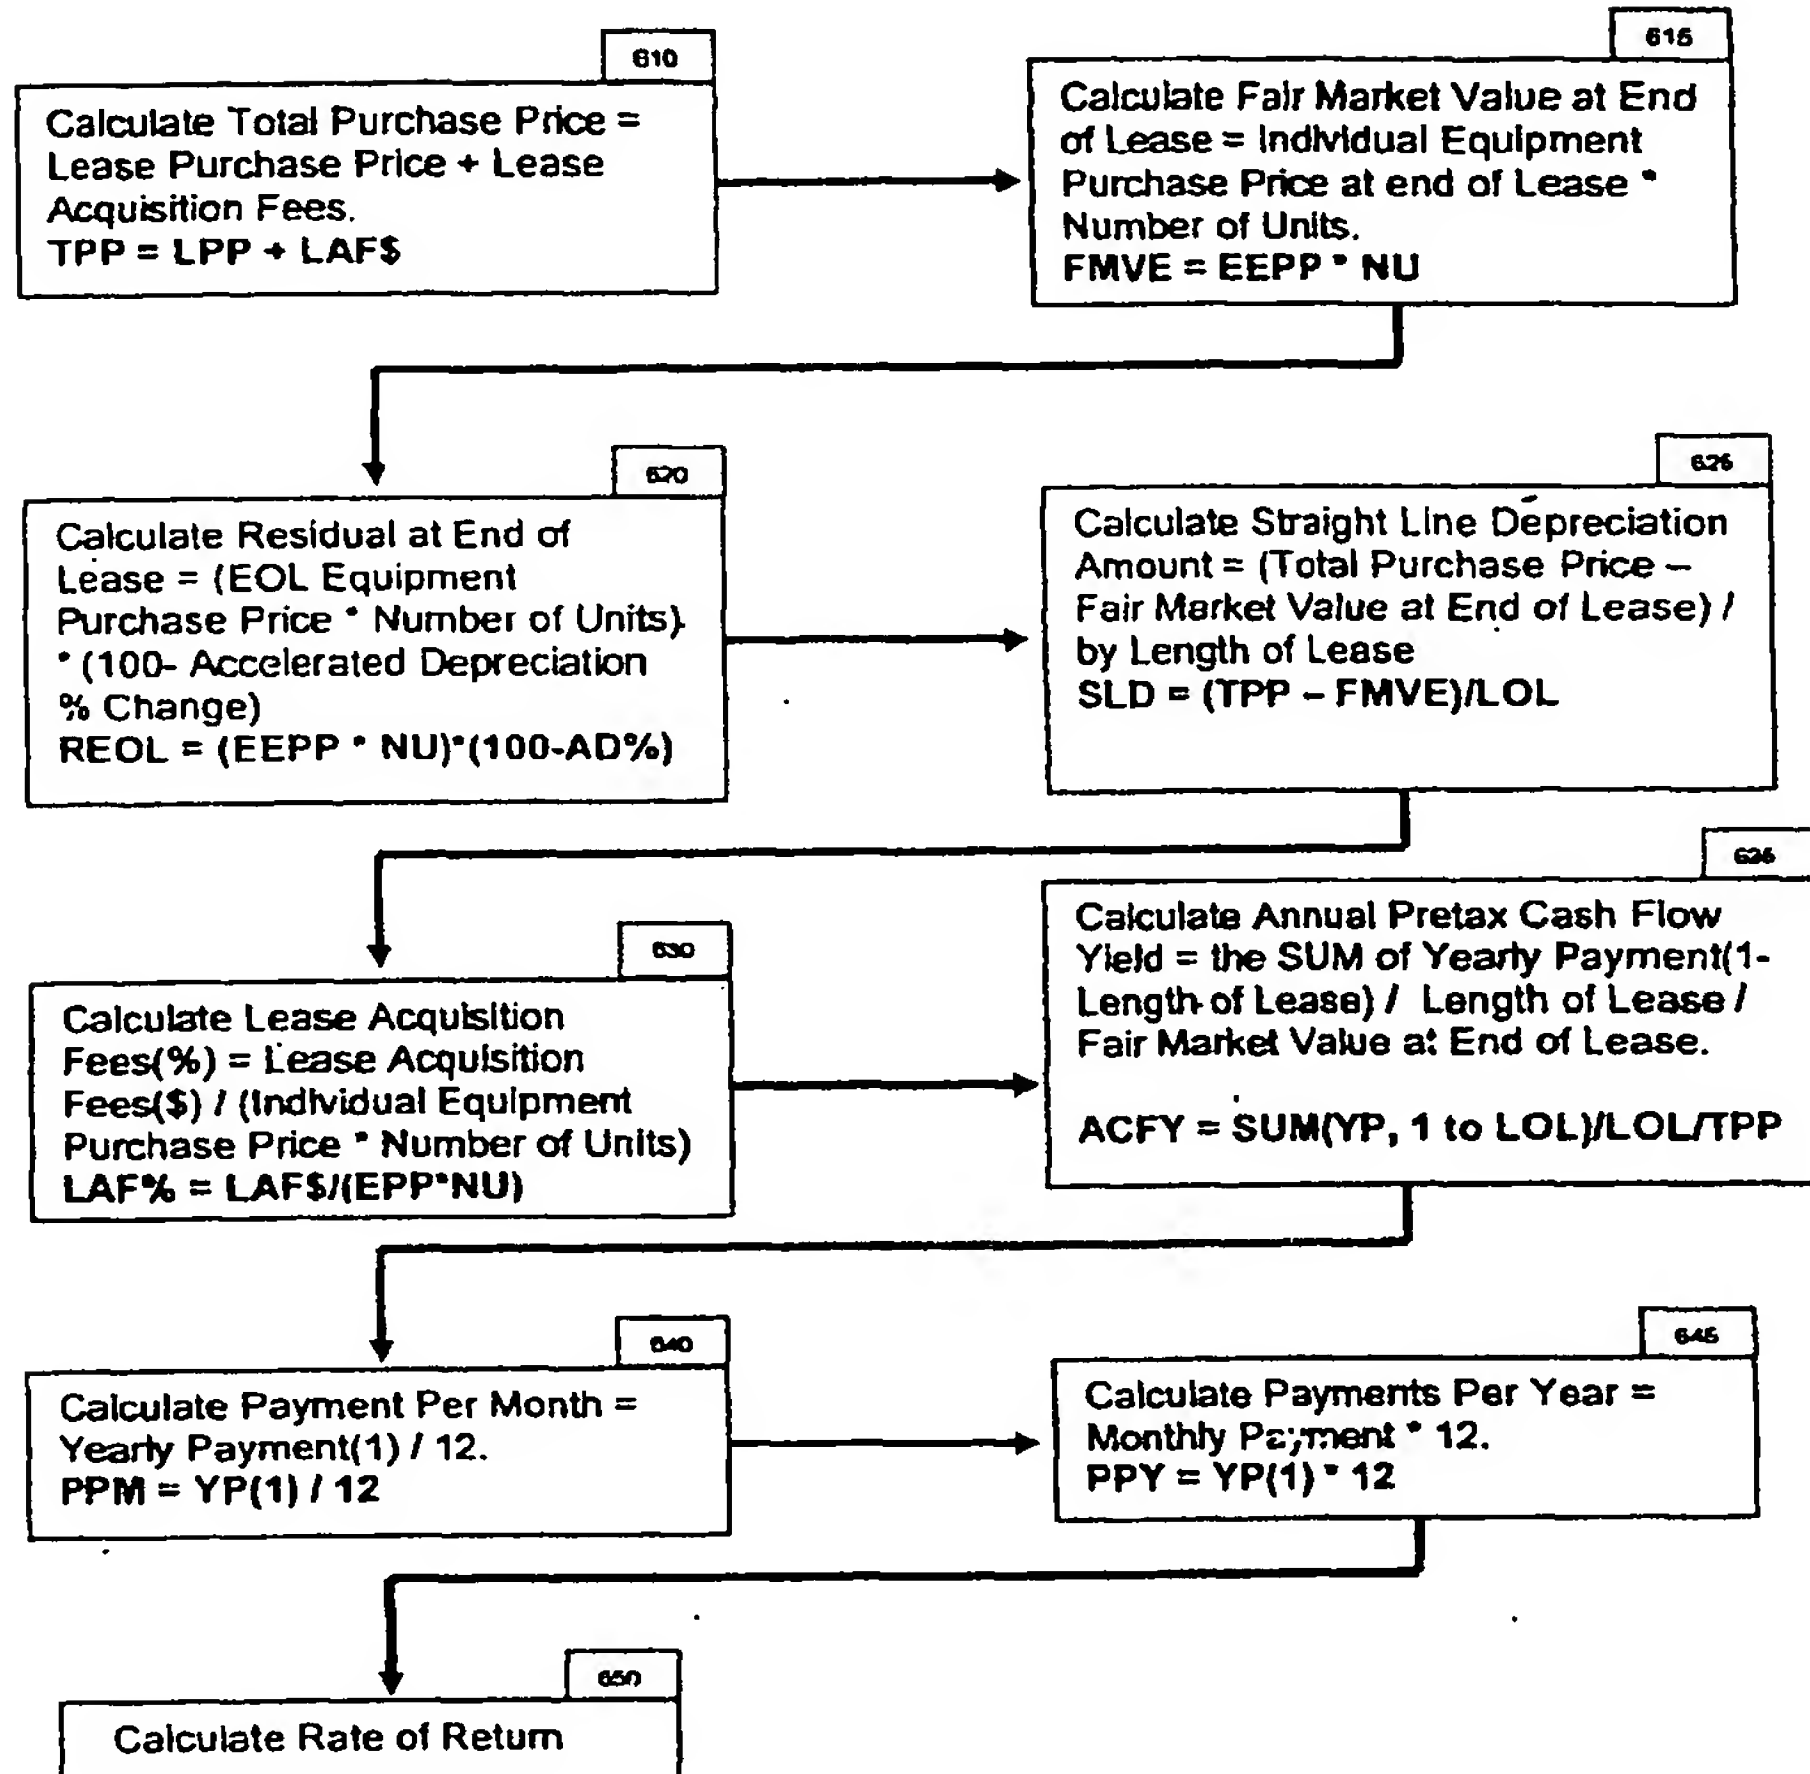 610
Calculate Total Purchase Price =
Lease Purchase Price + Lease
Acquisition Fees.
TPP = LPP + LAF$
615
Calculate Fair Market Value at End
of Lease = Individual Equipment
Purchase Price at end of Lease *
Number of Units.
FMVE = EEPP * NU
620
Calculate Residual at End of
Lease = (EOL Equipment
Purchase Price * Number of Units)
* (100- Accelerated Depreciation
% Change)
REOL = (EEPP * NU)*(100-AD%)
625
Calculate Straight Line Depreciation
Amount = (Total Purchase Price –
Fair Market Value at End of Lease) /
by Length of Lease
SLD = (TPP – FMVE)/LOL
630
Calculate Lease Acquisition
Fees(%) = Lease Acquisition
Fees($) / (Individual Equipment
Purchase Price * Number of Units)
LAF% = LAF$/(EPP*NU)
635
Calculate Annual Pretax Cash Flow
Yield = the SUM of Yearly Payment(1-
Length of Lease) / Length of Lease /
Fair Market Value at End of Lease.
ACFY = SUM(YP, 1 to LOL)/LOL/TPP
640
Calculate Payment Per Month =
Yearly Payment(1) / 12.
PPM = YP(1) / 12
645
Calculate Payments Per Year =
Monthly Payment * 12.
PPY = YP(1) * 12
650
Calculate Rate of Return